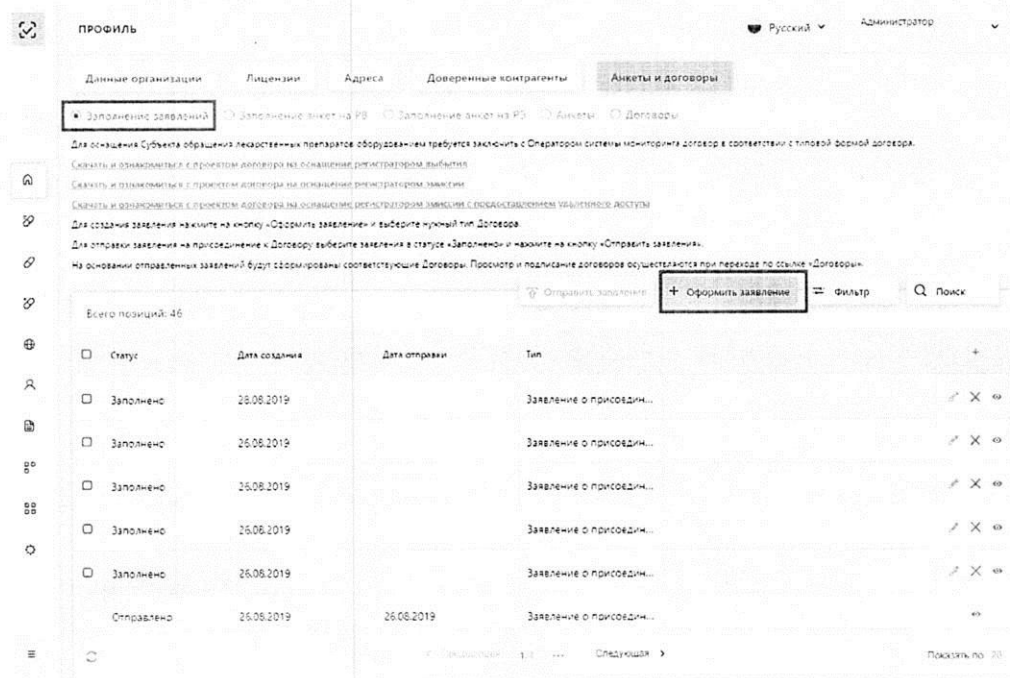 ПРОФИЛЬ
Русский
Администратор
Данные организации Лицензии Адреса Доверенные контрагенты Анкеты и договоры
Заполнение заявлений Заполнение анкет на РВ Заполнение анкет на РЭ Анкеты Договоры
Для оснащения Субъекта обращения лекарственных препаратов оборудованием требуется заключить с Оператором системы мониторинга договор в соответствии с типовой формой договора.
Скачать и ознакомиться с проектом договора на оснащение регистратором выбытия
Скачать и ознакомиться с проектом договора на оснащение регистратором эмиссии
Скачать и ознакомиться с проектом договора на оснащение регистратором эмиссии с предоставлением удаленного доступа
Для создания заявления нажмите на кнопку «Оформить заявление» и выберите нужный тип Договора.
Для отправки заявления на присоединение к Договору выберите заявления в статусе «Заполнено» и нажмите на кнопку «Отправить заявления».
На основании отправленных заявлений будут сформированы соответствующие Договоры. Просмотр и подписание договоров осуществляются при переходе по ссылке «Договоры».
Отправить заявления + Оформить заявление Фильтр Поиск
Всего позиций: 46
Статус Дата создания Дата отправки Тип +
Заполнено 28.08.2019 Заявление о присоедин...
Заполнено 26.08.2019 Заявление о присоедин...
Заполнено 26.08.2019 Заявление о присоедин...
Заполнено 26.08.2019 Заявление о присоедин...
Заполнено 26.08.2019 Заявление о присоедин...
Отправлено 26.08.2019 26.08.2019 Заявление о присоедин...
Следующая > Показать по 20